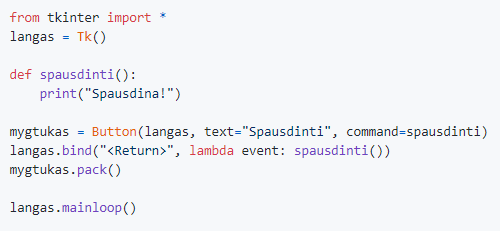 from tkinter import *
langas = Tk()
def spausdinti():
    print("Spausdina!")
mygtukas = Button(langas, text="Spausdinti", command=spausdinti)
langas.bind("<Return>", lambda event: spausdinti())
mygtukas.pack()
langas.mainloop()